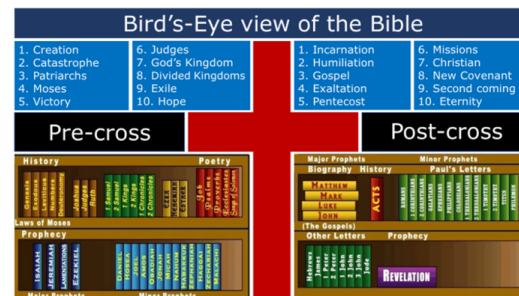 Bird's-Eye view of the Bible
1. Creation
2. Catastrophe
3. Patriarchs
4. Moses
5. Victory
6. Judges
7. God's Kingdom
8. Divided Kingdoms
9. Exile
10. Hope
1. Incarnation
2. Humiliation
3. Gospel
4. Exaltation
5. Pentecost
6. Missions
7. Christian
8. New Covenant
9. Second coming
10. Eternity
Pre-cross
Post-cross
History
Poetry
Genesis
Exodous
Leviticus
Numbers
Deuteronomy
Joshua
Judges
Ruth
1 Samuel
2 Samuel
1 Kings
2 Kings
1 Chronicles
2 Chronicles
EZER
NEHEMIAH
ESTHER
Job
Psalms
Proverbs
Ecclesiastes
Song of Solomon
Laws of Moses
Prophecy
ISAIAH
JEREMIAH
LAMENTATIONS
EZEKIEL
DANIEL
HOSEA
JOEL
AMOS
OBADIAH
JONAH
MICAH
NAHUM
HABAKKUK
ZEPHANIAH
HAGGAI
ZECHARIAH
MALACHI
Major Prophets
Minor Prophets
Major Prophets
Minor Prophets
Biography
History
Paul's Letters
MATTHEW
MARK
LUKE
JOHN
ACTS
ROMANS
1 CORINTHIANS
2 CORINTHIANS
GALATIANS
EPHESIANS
PHILIPPIANS
COLOSSIANS
1 THESSALONIANS
2 THESSALONIANS
1 TIMOTHY
2 TIMOTHY
TITUS
PHILEMON
(The Gospels)
Other Letters
Prophecy
Hebrews
James
1 Peter
2 Peter
1 John
2 John
3 John
Jude
REVELATION